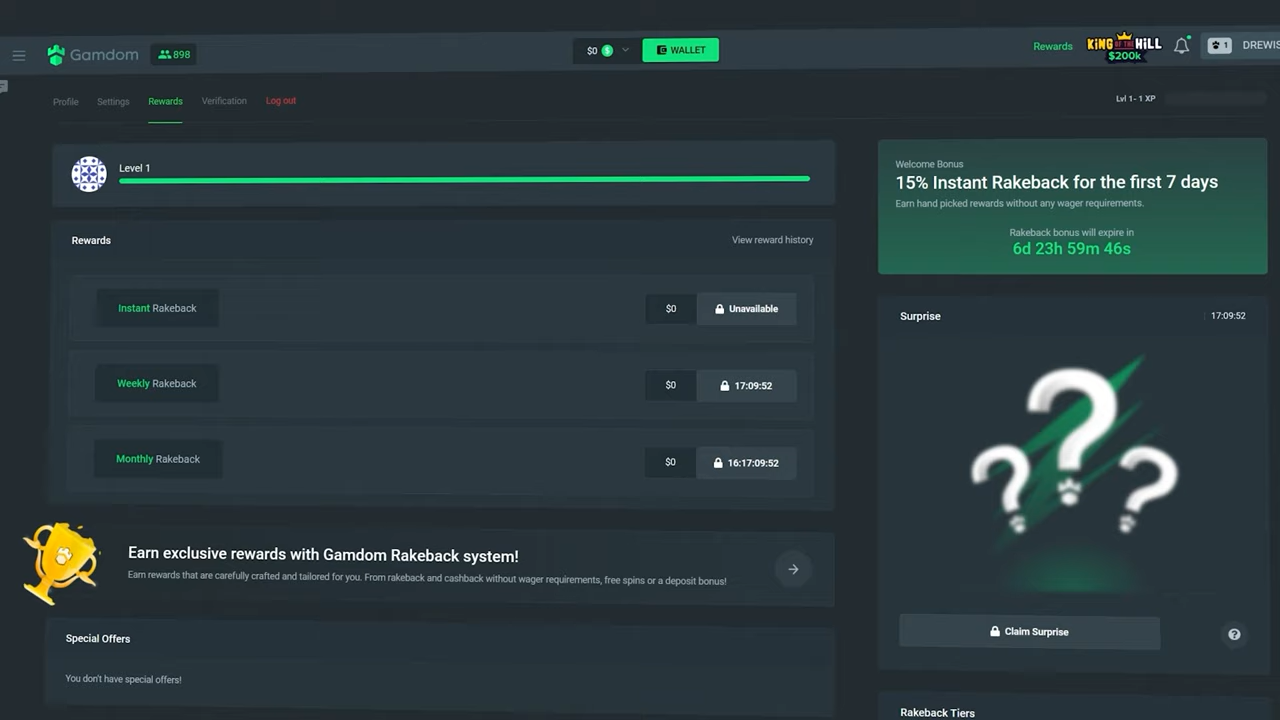 Gamdom
898
$0
WALLET
Rewards
KING OF THE HILL
$200k
1
DREWIS
Profile
Settings
Rewards
Verification
Log out
Lvl 1 - 1 XP
Level 1
Rewards
View reward history
Instant Rakeback
$0
Unavailable
Weekly Rakeback
$0
17:09:52
Monthly Rakeback
$0
16:17:09:52
Earn exclusive rewards with Gamdom Rakeback system!
Earn rewards that are carefully crafted and tailored for you. From rakeback and cashback without wager requirements, free spins or a deposit bonus!
Special Offers
You don't have special offers!
Welcome Bonus
15% Instant Rakeback for the first 7 days
Earn hand picked rewards without any wager requirements.
Rakeback bonus will expire in
6d 23h 59m 46s
Surprise
17:09:52
Claim Surprise
?
Rakeback Tiers